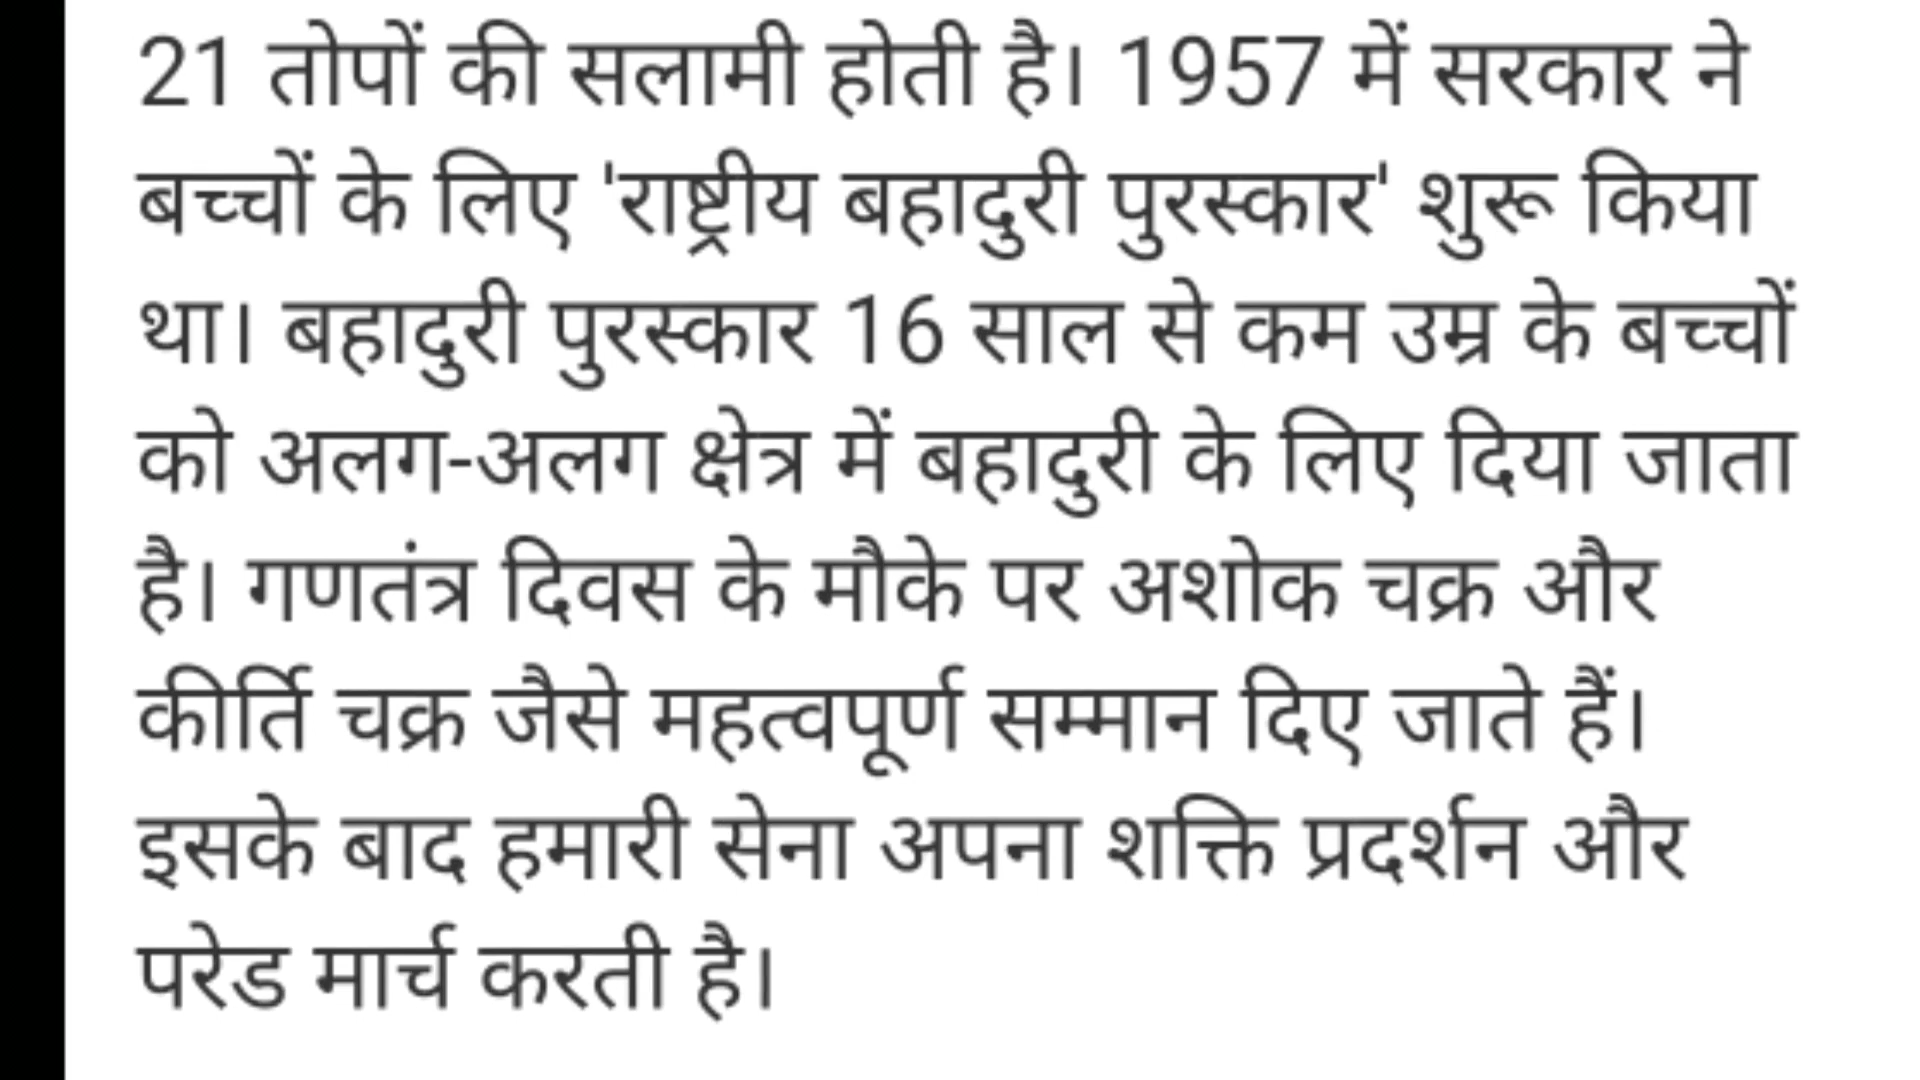 21 तोपों की सलामी होती है। 1957 में सरकार ने
बच्चों के लिए 'राष्ट्रीय बहादुरी पुरस्कार' शुरू किया
था। बहादुरी पुरस्कार 16 साल से कम उम्र के बच्चों
को अलग-अलग क्षेत्र में बहादुरी के लिए दिया जाता
है। गणतंत्र दिवस के मौके पर अशोक चक्र और
कीर्ति चक्र जैसे महत्वपूर्ण सम्मान दिए जाते हैं।
इसके बाद हमारी सेना अपना शक्ति प्रदर्शन और
परेड मार्च करती है।